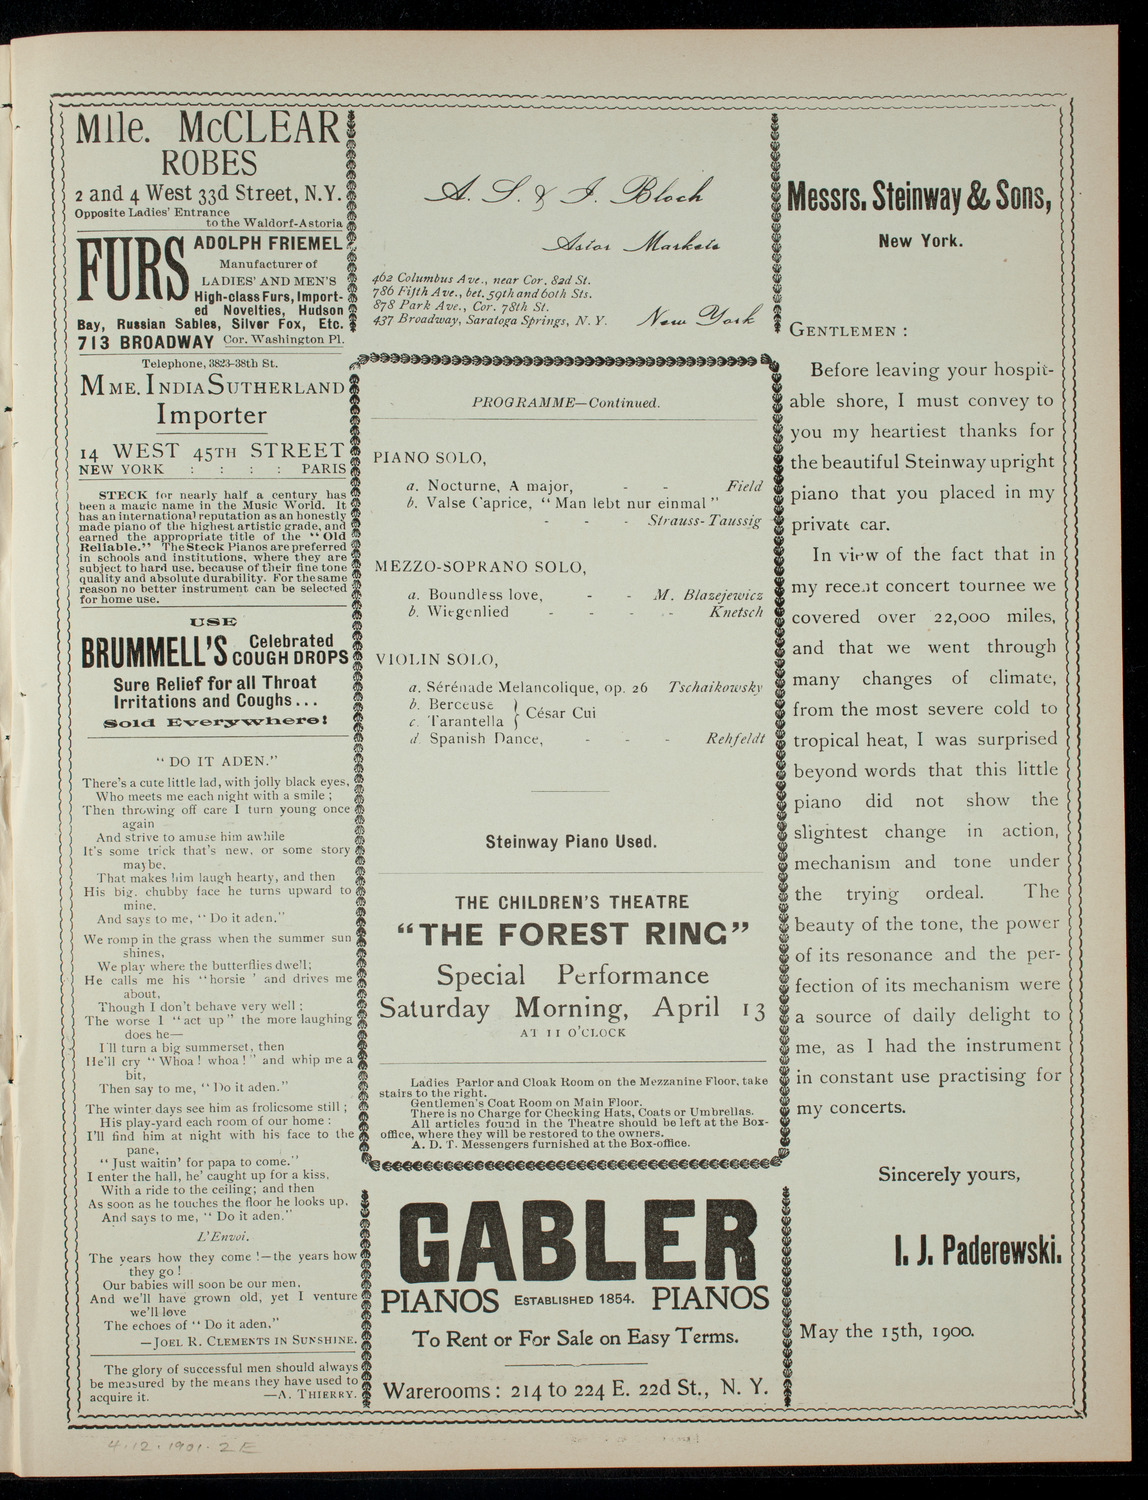 Mlle. McCLEAR
ROBES
2 and 4 West 33d Street, N.Y.
Opposite Ladies' Entrance
to the Waldorf-Astoria
FURS
ADOLPH FRIEMEL
Manufacturer of
LADIES' AND MEN'S
High-class Furs, Import-
ed Novelties, Hudson
Bay, Russian Sables, Silver Fox, Etc.
713 BROADWAY Cor. Washington Pl.
Telephone, 3823-38th St.
MME. INDIA SUTHERLAND
Importer
14 WEST 45TH STREET
NEW YORK : : : : PARIS
STECK for nearly half a century has
been a magic name in the Music World. It
has an international reputation as an honestly
made piano of the highest artistic grade, and
earned the appropriate title of the "Old
Reliable." The Steck Pianos are preferred
in schools and institutions, where they are
subject to hard use, because of their fine tone
quality and absolute durability. For the same
reason no better instrument can be selected
for home use.
USE
BRUMMELL'S Celebrated
COUGH DROPS
Sure Relief for all Throat
Irritations and Coughs...
Sold Everywhere!
"DO IT ADEN."
There's a cute little lad, with jolly black eyes,
Who meets me each night with a smile;
Then throwing off care I turn young once
again
And strive to amuse him awhile
It's some trick that's new, or some story
maybe,
That makes him laugh hearty, and then
His big, chubby face he turns upward to
mine,
And says to me, "Do it aden."
We romp in the grass when the summer sun
shines,
We play where the butterflies dwell;
He calls me his "horsie' and drives me
about,
Though I don't behave very well;
The worse I "act up" the more laughing
does he—
I'll turn a big summerset, then
He'll cry "Whoa! whoa!" and whip me a
bit,
Then say to me, "Do it aden."
The winter days see him as frolicsome still;
His play-yard each room of our home:
I'll find him at night with his face to the
pane,
"Just waitin' for papa to come."
I enter the hall, he' caught up for a kiss,
With a ride to the ceiling; and then
As soon as he touches the floor he looks up,
And says to me, "Do it aden."
L'Envoi.
The years how they come!—the years how
they go!
Our babies will soon be our men,
And we'll have grown old, yet I venture
we'll love
The echoes of "Do it aden,"
—JOEL R. CLEMENTS IN SUNSHINE.
The glory of successful men should always
be measured by the means they have used to
acquire it. —A. THIERRY.
A. S. & J. Bloch
Astor Markets
462 Columbus Ave., near Cor. 82d St.
786 Fifth Ave., bet. 59th and 60th Sts.
878 Park Ave., Cor. 78th St.
437 Broadway, Saratoga Springs, N. Y.
New York
PROGRAMME—Continued.
PIANO SOLO,
a. Nocturne, A major, - - Field
b. Valse Caprice, "Man lebt nur einmal"
- - - Strauss-Taussig
MEZZO-SOPRANO SOLO,
a. Boundless love, - - M. Blazejewicz
b. Wiegenlied - - - - Knetsch
VIOLIN SOLO,
a. Sérénade Melancolique, op. 26 Tschaikowsky
b. Berceuse
c. Tarantella } César Cui
d. Spanish Dance, - - - Rehfeldt
Steinway Piano Used.
THE CHILDREN'S THEATRE
"THE FOREST RING"
Special Performance
Saturday Morning, April 13
AT 11 O'CLOCK
Ladies Parlor and Cloak Room on the Mezzanine Floor, take
stairs to the right.
Gentlemen's Coat Room on Main Floor.
There is no Charge for Checking Hats, Coats or Umbrellas.
All articles found in the Theatre should be left at the Box-
office, where they will be restored to the owners.
A. D. T. Messengers furnished at the Box-office.
GABLER
PIANOS ESTABLISHED 1854. PIANOS
To Rent or For Sale on Easy Terms.
Warerooms: 214 to 224 E. 22d St., N. Y.
Messrs. Steinway & Sons,
New York.
GENTLEMEN:
Before leaving your hospit-
able shore, I must convey to
you my heartiest thanks for
the beautiful Steinway upright
piano that you placed in my
private car.
In view of the fact that in
my recent concert tournee we
covered over 22,000 miles,
and that we went through
many changes of climate,
from the most severe cold to
tropical heat, I was surprised
beyond words that this little
piano did not show the
slightest change in action,
mechanism and tone under
the trying ordeal. The
beauty of the tone, the power
of its resonance and the per-
fection of its mechanism were
a source of daily delight to
me, as I had the instrument
in constant use practising for
my concerts.
Sincerely yours,
I. J. Paderewski.
May the 15th, 1900.
4.12.1901.2E